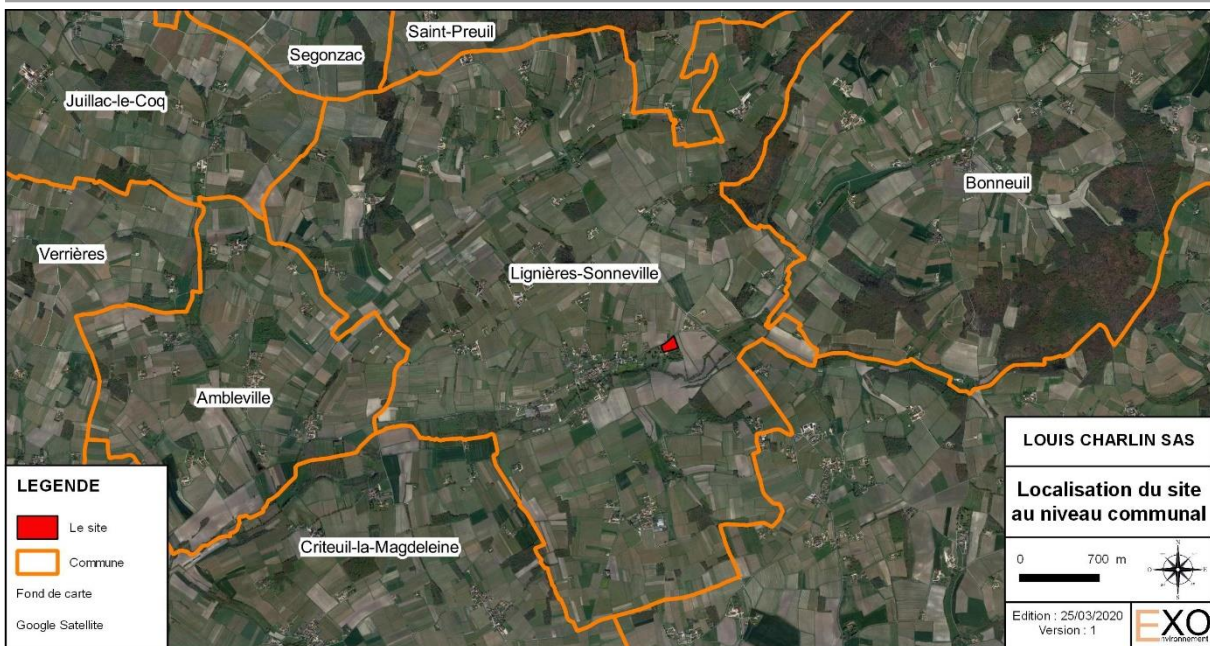 Saint-Preuil
Segonzac
Juillac-le-Coq
Bonneuil
Verrières
Lignières-Sonneville
Ambleville
Criteuil-la-Magdeleine
LEGENDE
Le site
Commune
Fond de carte
Google Satellite
LOUIS CHARLIN SAS
Localisation du site
au niveau communal
0 700 m
N
O E
S
Edition : 25/03/2020
Version : 1
EXO
nvironnement